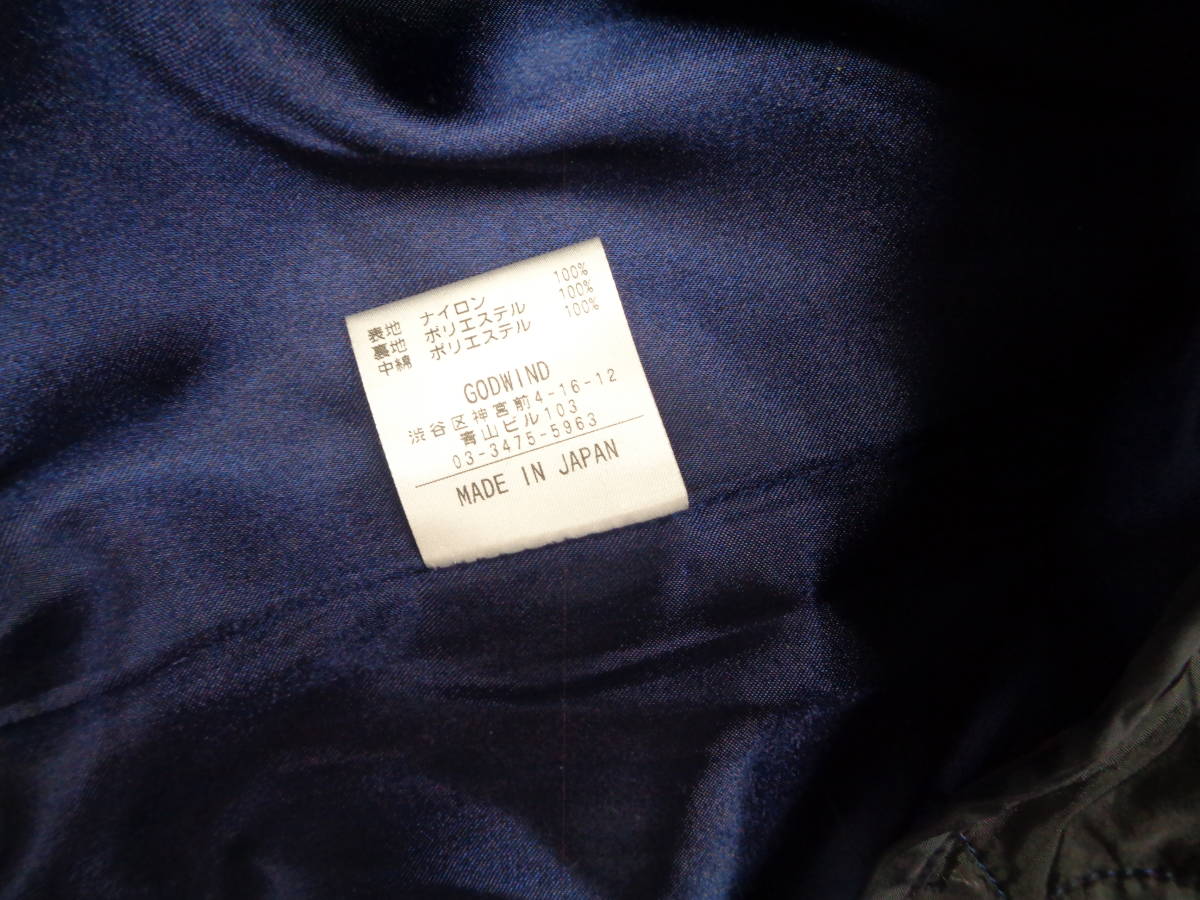 表地 ナイロン 100%
裏地 ポリエステル 100%
中綿 ポリエステル 100%
GODWIND
渋谷区神宮前4-16-12
青山ビル103
03-3475-5963
MADE IN JAPAN